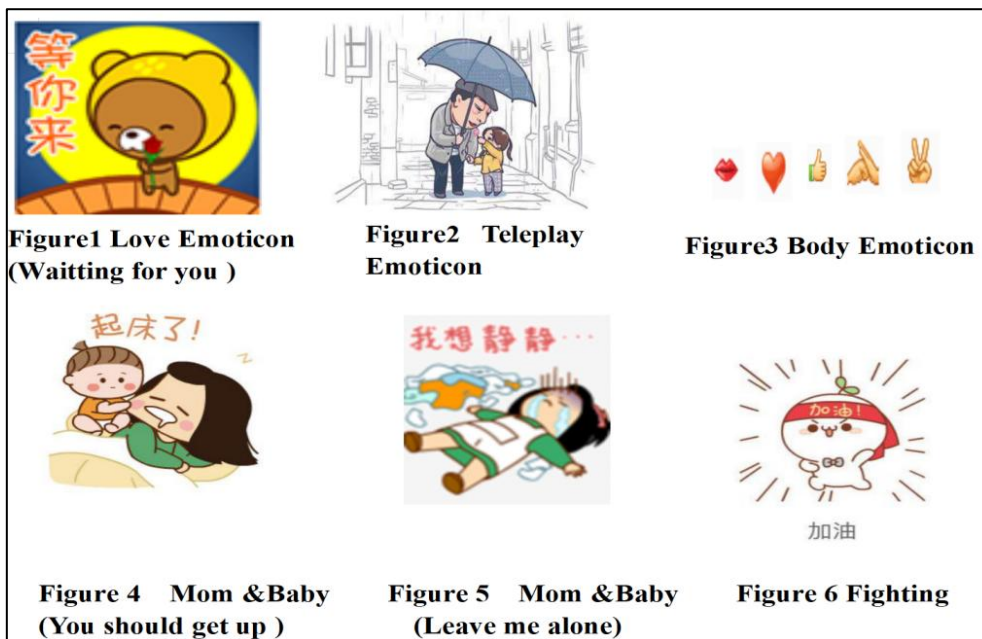 等你来
Figure1 Love Emoticon
(Waitting for you )
Figure2 Teleplay
Emoticon
Figure3 Body Emoticon
起床了!
z
Figure 4 Mom &Baby
(You should get up )
我想静静···
Figure 5 Mom &Baby
(Leave me alone)
加油!
加油
Figure 6 Fighting